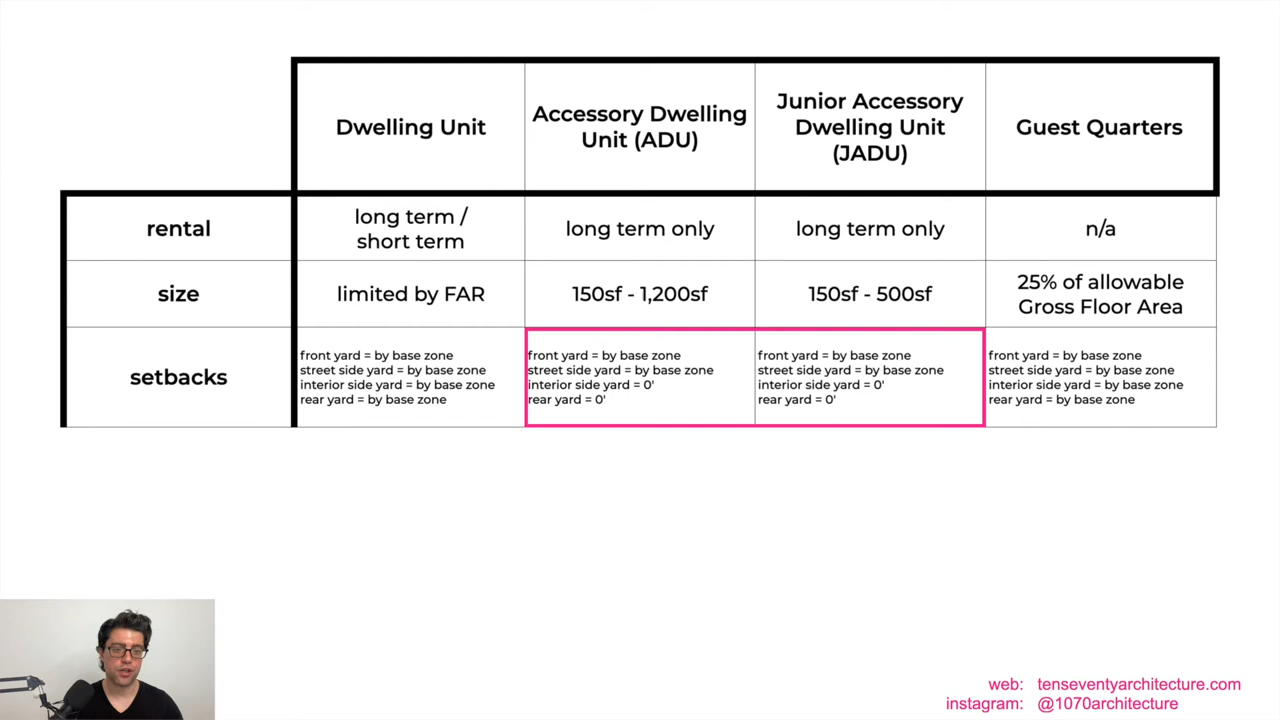 Dwelling Unit
Accessory Dwelling
Unit (ADU)
Junior Accessory
Dwelling Unit
(JADU)
Guest Quarters
rental
long term /
short term
long term only
long term only
n/a
size
limited by FAR
150sf - 1,200sf
150sf - 500sf
25% of allowable
Gross Floor Area
setbacks
front yard = by base zone
street side yard = by base zone
interior side yard = by base zone
rear yard = by base zone
front yard = by base zone
street side yard = by base zone
interior side yard = 0'
rear yard = 0'
front yard = by base zone
street side yard = by base zone
interior side yard = 0'
rear yard = 0'
front yard = by base zone
street side yard = by base zone
interior side yard = by base zone
rear yard = by base zone
web: tenseventyarchitecture.com
instagram: @1070architecture